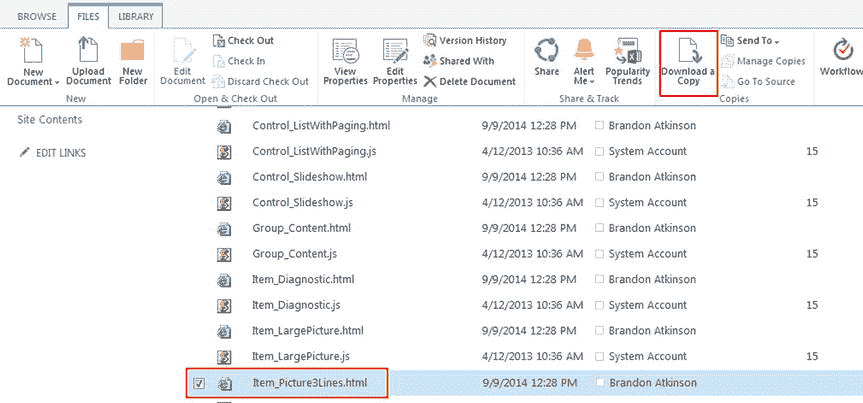 BROWSE FILES LIBRARY
New Document
Upload Document
New Folder
New
Edit Document
Check Out
Check In
Discard Check Out
Open & Check Out
View Properties
Edit Properties
Version History
Shared With
Delete Document
Manage
Share
Alert Me
Popularity Trends
Share & Track
Download a Copy
Send To
Manage Copies
Go To Source
Copies
Workflow
Site Contents
EDIT LINKS
Control_ListWithPaging.html 9/9/2014 12:28 PM Brandon Atkinson
Control_ListWithPaging.js 4/12/2013 10:36 AM System Account 15
Control_Slideshow.html 9/9/2014 12:28 PM Brandon Atkinson
Control_Slideshow.js 4/12/2013 10:36 AM System Account 15
Group_Content.html 9/9/2014 12:28 PM Brandon Atkinson
Group_Content.js 4/12/2013 10:36 AM System Account 15
Item_Diagnostic.html 9/9/2014 12:28 PM Brandon Atkinson
Item_Diagnostic.js 4/12/2013 10:36 AM System Account 15
Item_LargePicture.html 9/9/2014 12:28 PM Brandon Atkinson
Item_LargePicture.js 4/12/2013 10:36 AM System Account 15
Item_Picture3Lines.html 9/9/2014 12:28 PM Brandon Atkinson